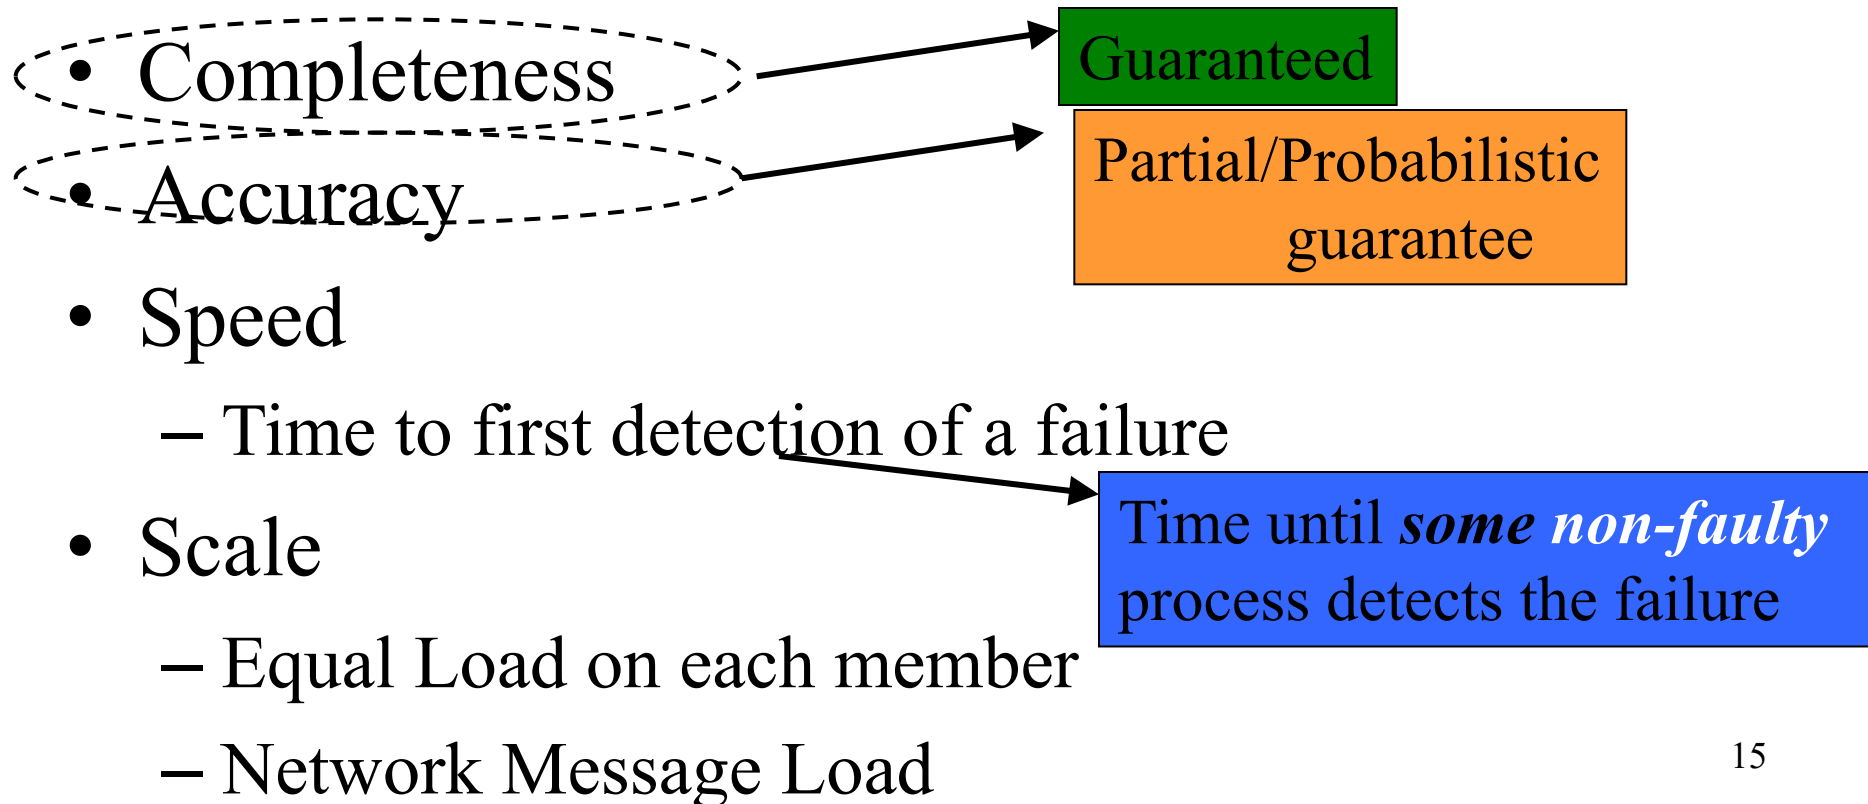 • Completeness
Guaranteed
• Accuracy
Partial/Probabilistic
guarantee
• Speed
– Time to first detection of a failure
Time until some non-faulty
process detects the failure
• Scale
– Equal Load on each member
– Network Message Load
15